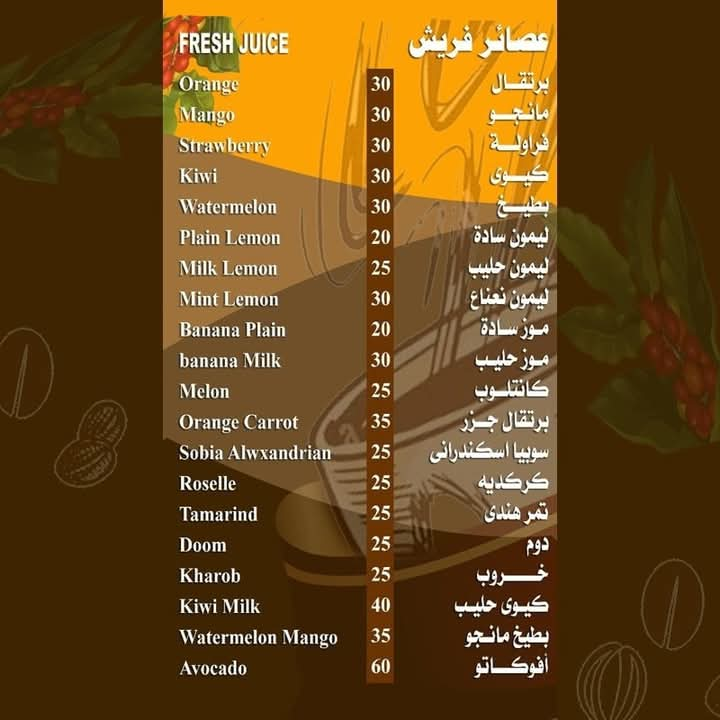 FRESH JUICE عصائر فريش
Orange 30 برتقال
Mango 30 مانجو
Strawberry 30 فراولة
Kiwi 30 كيوى
Watermelon 30 بطيخ
Plain Lemon 20 ليمون سادة
Milk Lemon 25 ليمون حليب
Mint Lemon 30 ليمون نعناع
Banana Plain 20 موز سادة
banana Milk 30 موز حليب
Melon 25 كانتلوب
Orange Carrot 35 برتقال جزر
Sobia Alwxandrian 25 سوبيا اسكندرانى
Roselle 25 كركديه
Tamarind 25 تمر هندى
Doom 25 دوم
Kharob 25 خروب
Kiwi Milk 40 كيوى حليب
Watermelon Mango 35 بطيخ مانجو
Avocado 60 أفوكاتو